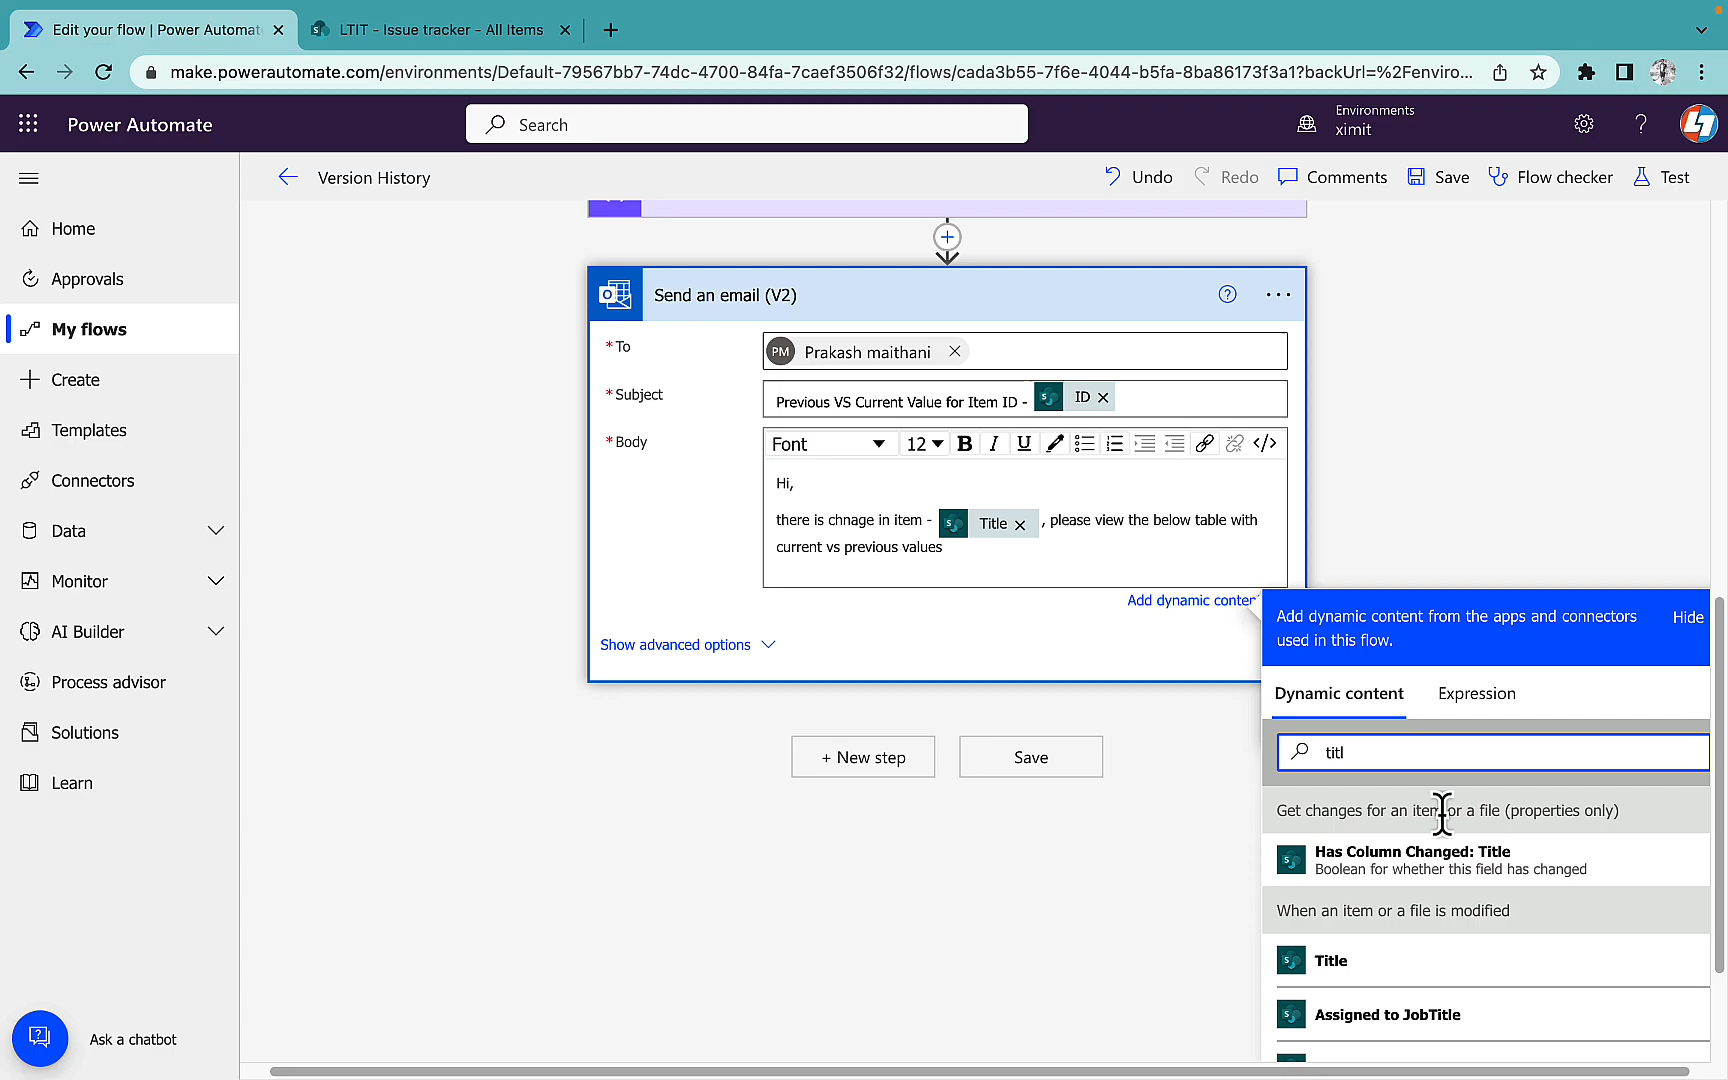 Edit your flow | Power Automat
LTIT - Issue tracker - All Items
make.powerautomate.com/environments/Default-79567bb7-74dc-4700-84fa-7caef3506f32/flows/cada3b55-7f6e-4044-b5fa-8ba86173f3a1?backUrl=%2Fenviro...
Power Automate
Search
Environments
ximit
Version History
Undo
Redo
Comments
Save
Flow checker
Test
Home
Approvals
My flows
Create
Templates
Connectors
Data
Monitor
AI Builder
Process advisor
Solutions
Learn
Ask a chatbot
Send an email (V2)
*To
PM Prakash maithani
*Subject
Previous VS Current Value for Item ID - ID
*Body
Font 12 B I U </>
Hi,
there is chnage in item - Title , please view the below table with
current vs previous values
Add dynamic conten
Show advanced options
+ New step
Save
Add dynamic content from the apps and connectors
used in this flow.
Hide
Dynamic content
Expression
titl
Get changes for an item or a file (properties only)
Has Column Changed: Title
Boolean for whether this field has changed
When an item or a file is modified
Title
Assigned to JobTitle